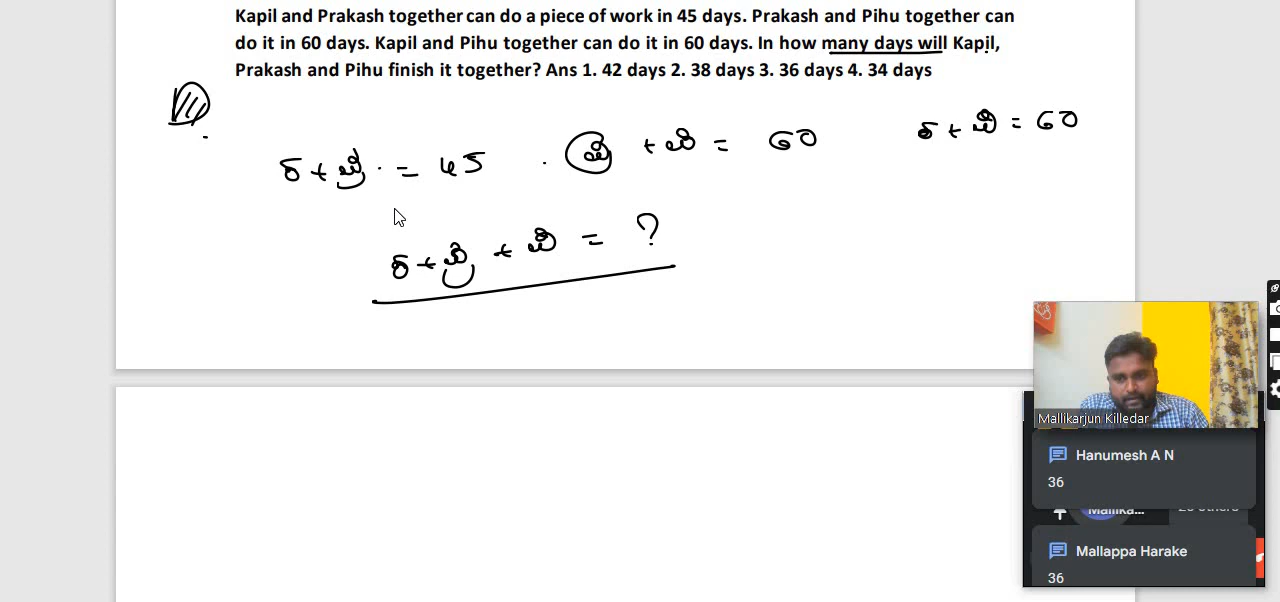 Kapil and Prakash together can do a piece of work in 45 days. Prakash and Pihu together can
do it in 60 days. Kapil and Pihu together can do it in 60 days. In how many days will Kapil,
Prakash and Pihu finish it together? Ans 1. 42 days 2. 38 days 3. 36 days 4. 34 days
= 45
+ = 60
+ = 60
+ + = ?
Mallikarjun Killedar
Hanumesh A N
36
Mallika...
Mallappa Harake
36